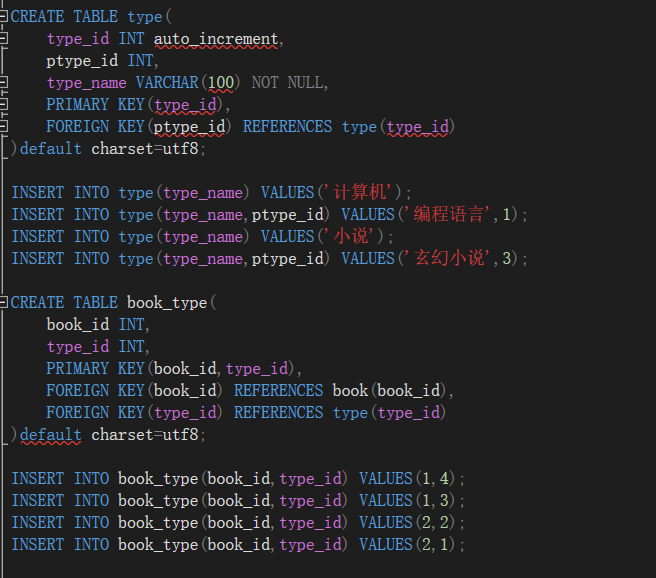 CREATE TABLE type(
type_id INT auto_increment,
ptype_id INT,
type_name VARCHAR(100) NOT NULL,
PRIMARY KEY(type_id),
FOREIGN KEY(ptype_id) REFERENCES type(type_id)
)default charset=utf8;
INSERT INTO type(type_name) VALUES('计算机');
INSERT INTO type(type_name,ptype_id) VALUES('编程语言',1);
INSERT INTO type(type_name) VALUES('小说');
INSERT INTO type(type_name,ptype_id) VALUES('玄幻小说',3);
CREATE TABLE book_type(
book_id INT,
type_id INT,
PRIMARY KEY(book_id,type_id),
FOREIGN KEY(book_id) REFERENCES book(book_id),
FOREIGN KEY(type_id) REFERENCES type(type_id)
)default charset=utf8;
INSERT INTO book_type(book_id,type_id) VALUES(1,4);
INSERT INTO book_type(book_id,type_id) VALUES(1,3);
INSERT INTO book_type(book_id,type_id) VALUES(2,2);
INSERT INTO book_type(book_id,type_id) VALUES(2,1);